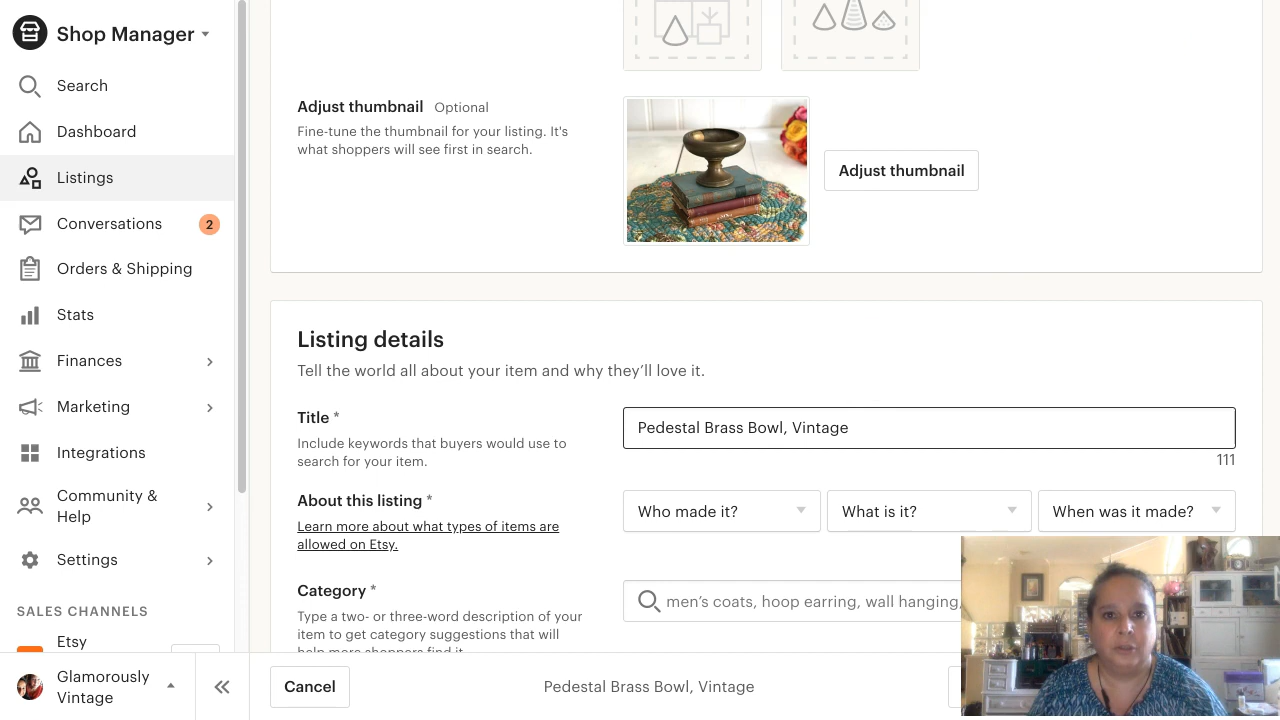 Shop Manager
Search
Dashboard
Listings
Conversations
2
Orders & Shipping
Stats
Finances
Marketing
Integrations
Community &
Help
Settings
SALES CHANNELS
Etsy
Glamorously
Vintage
Adjust thumbnail Optional
Fine-tune the thumbnail for your listing. It's
what shoppers will see first in search.
Adjust thumbnail
Listing details
Tell the world all about your item and why they’ll love it.
Title *
Include keywords that buyers would use to
search for your item.
Pedestal Brass Bowl, Vintage
111
About this listing *
Learn more about what types of items are
allowed on Etsy.
Who made it?
What is it?
When was it made?
Category *
Type a two- or three-word description of your
item to get category suggestions that will
help more shoppers find it.
men’s coats, hoop earring, wall hanging,
Cancel
Pedestal Brass Bowl, Vintage